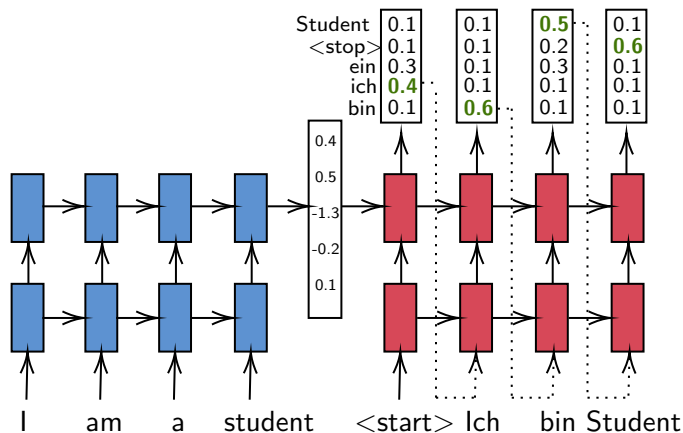 Student 0.1 0.1 0.5 0.1
<stop> 0.1 0.1 0.2 0.6
ein 0.3 0.1 0.3 0.1
ich 0.4 0.1 0.1 0.1
bin 0.1 0.6 0.1 0.1
0.4
0.5
-1.3
-0.2
0.1
I am a student <start> Ich bin Student